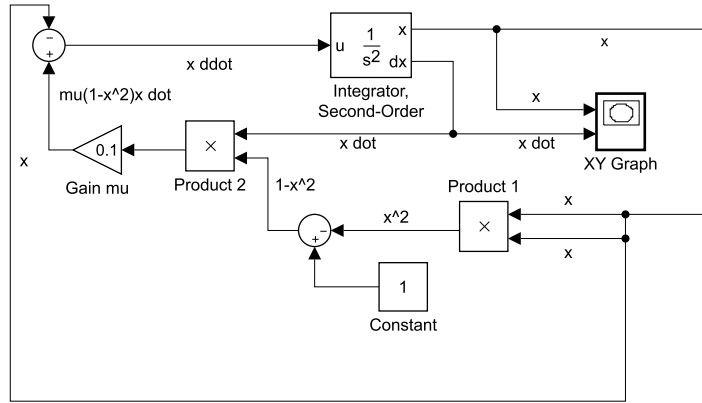 x
x
x ddot
u
1
s2
dx
mu(1-x^2)x dot
Integrator,
Second-Order
x
x
0.1
x dot
x dot
XY Graph
Gain mu
×
Product 2
1-x^2
Product 1
x
x^2
×
x
−
+
−
+
1
Constant